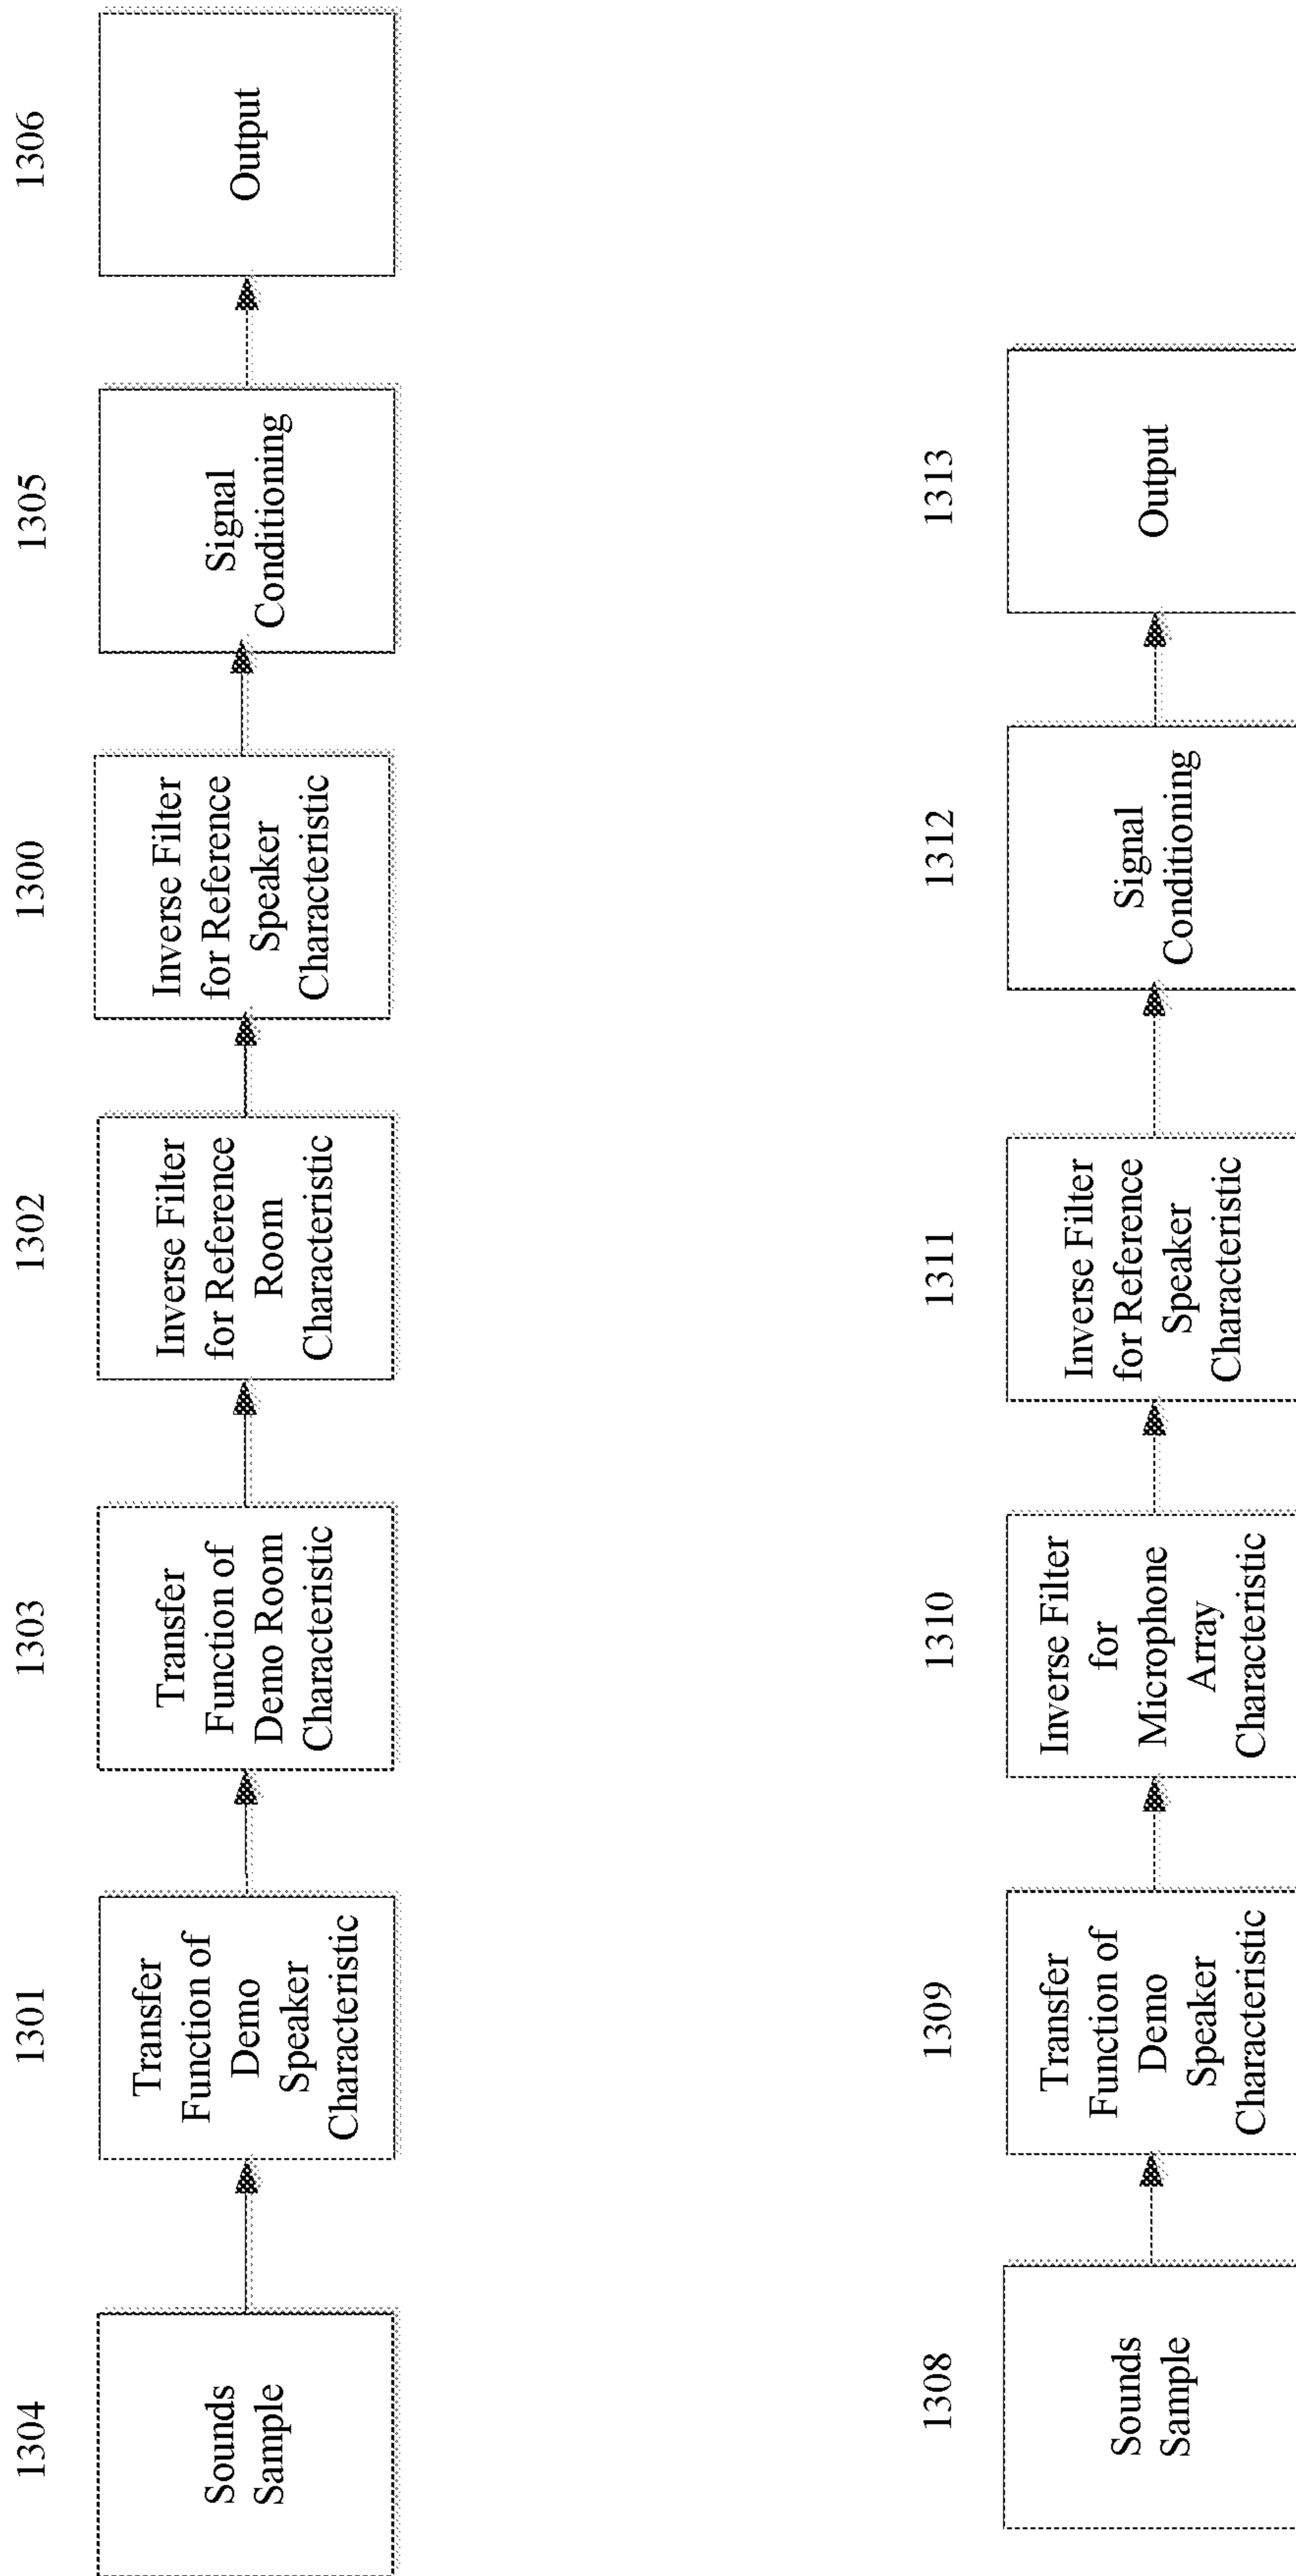 1304
Sounds
Sample
1301
Transfer
Function of
Demo
Speaker
Characteristic
1303
Transfer
Function of
Demo Room
Characteristic
1302
Inverse Filter
for Reference
Room
Characteristic
1300
Inverse Filter
for Reference
Speaker
Characteristic
1305
Signal
Conditioning
1306
Output
1308
Sounds
Sample
1309
Transfer
Function of
Demo
Speaker
Characteristic
1310
Inverse Filter
for
Microphone
Array
Characteristic
1311
Inverse Filter
for Reference
Speaker
Characteristic
1312
Signal
Conditioning
1313
Output